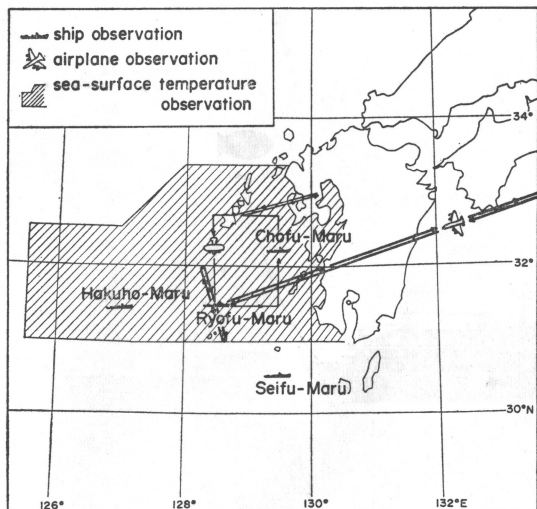 ship observation
airplane observation
sea-surface temperature
observation
34°
Chofu-Maru
32°
Hakuho-Maru
Ryofu-Maru
Seifu-Maru
30°N
126°
128°
130°
132°E